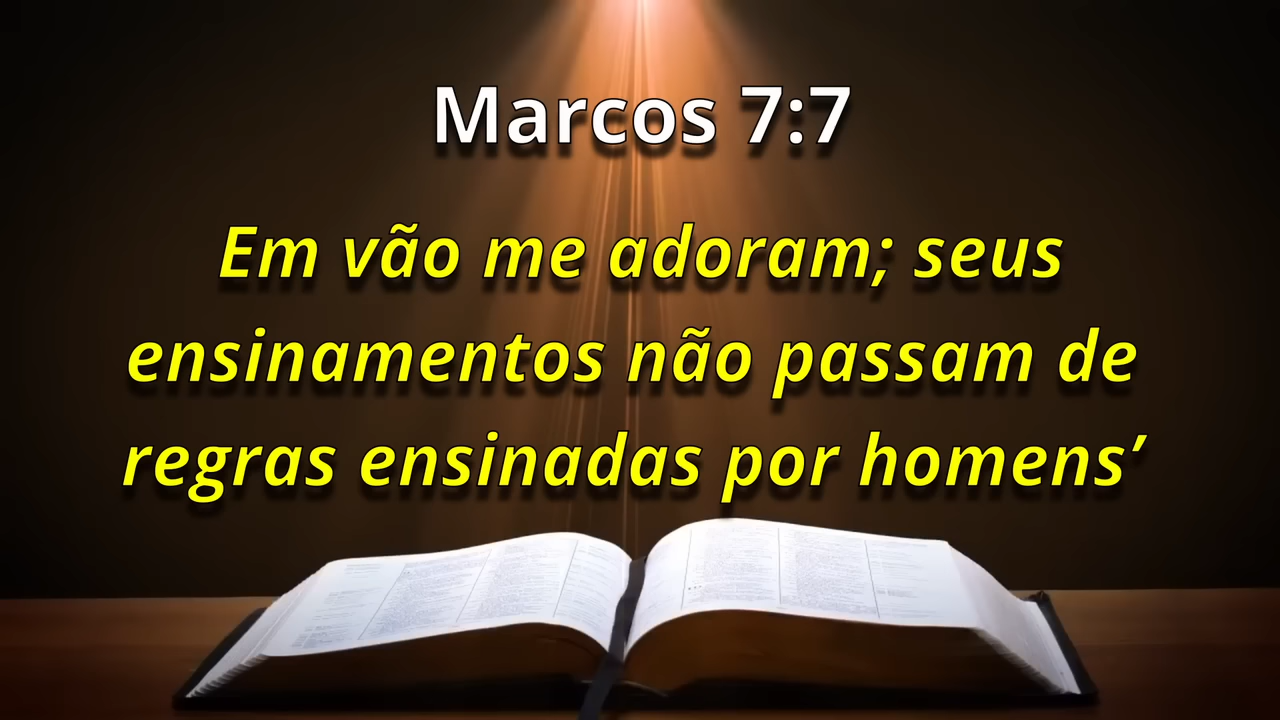 Marcos 7:7
Em vão me adoram; seus
ensinamentos não passam de
regras ensinadas por homens’